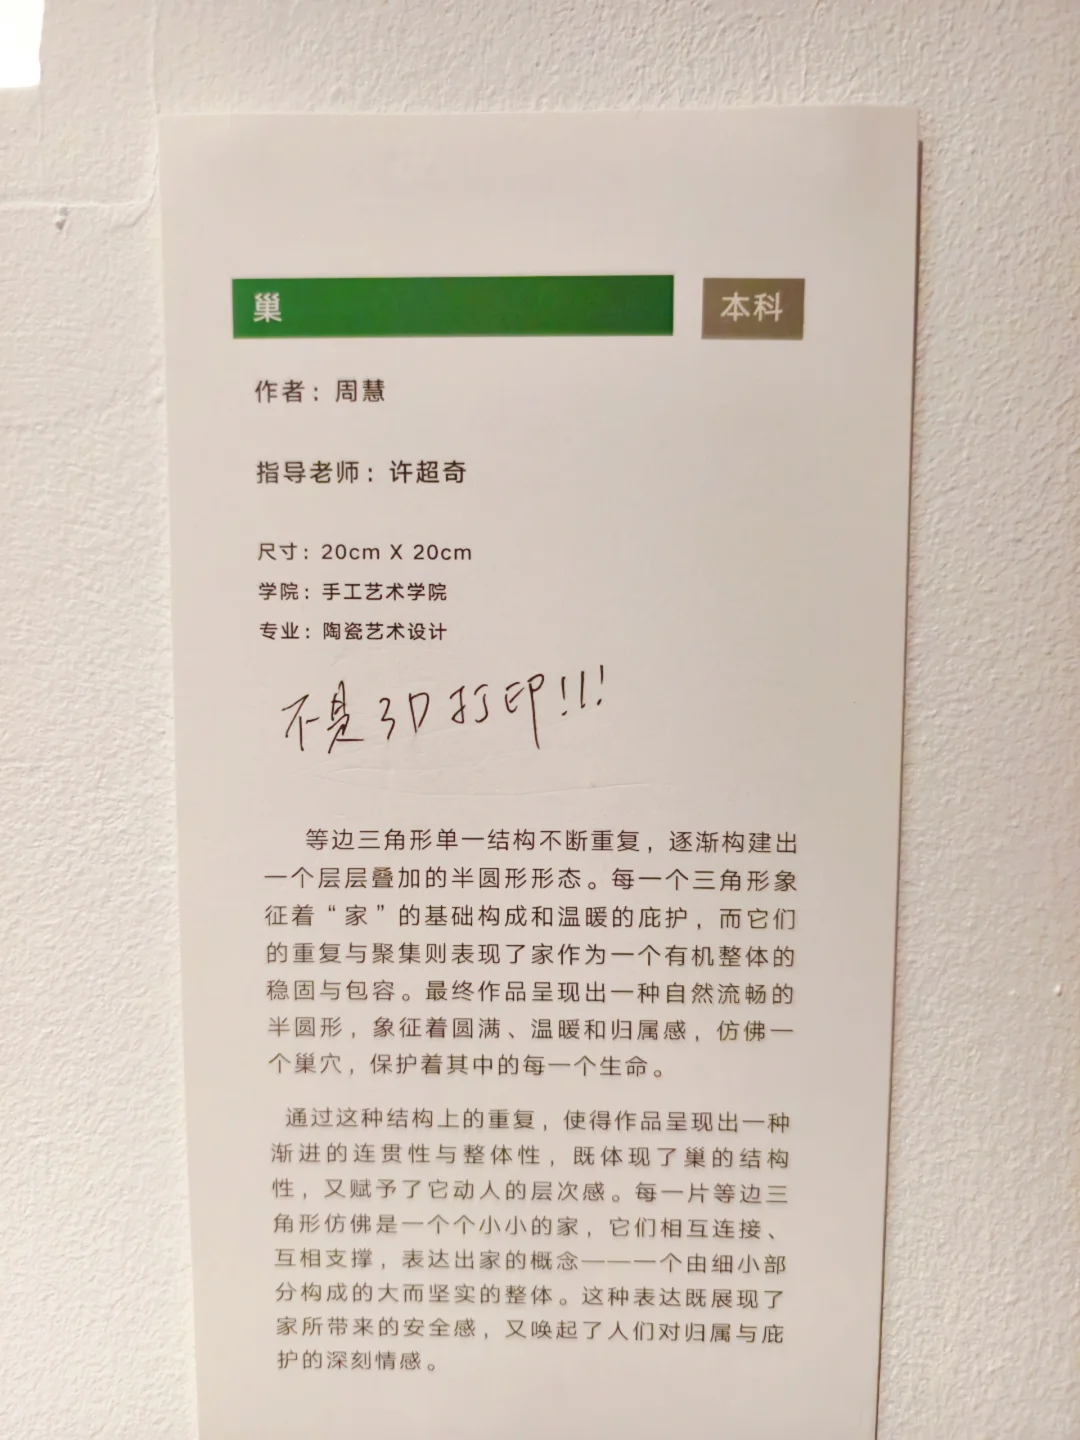 巢
本科
作者：周慧
指导老师：许超奇
尺寸：20cm X 20cm
学院：手工艺术学院
专业：陶瓷艺术设计
不是3D打印!!!
等边三角形单一结构不断重复，逐渐构建出
一个层层叠加的半圆形形态。每一个三角形象
征着“家”的基础构成和温暖的庇护，而它们
的重复与聚集则表现了家作为一个有机整体的
稳固与包容。最终作品呈现出一种自然流畅的
半圆形，象征着圆满、温暖和归属感，仿佛一
个巢穴，保护着其中的每一个生命。
通过这种结构上的重复，使得作品呈现出一种
渐进的连贯性与整体性，既体现了巢的结构
性，又赋予了它动人的层次感。每一片等边三
角形仿佛是一个个小小的家，它们相互连接、
互相支撑，表达出家的概念——一个由细小部
分构成的大而坚实的整体。这种表达既展现了
家所带来的安全感，又唤起了人们对归属与庇
护的深刻情感。